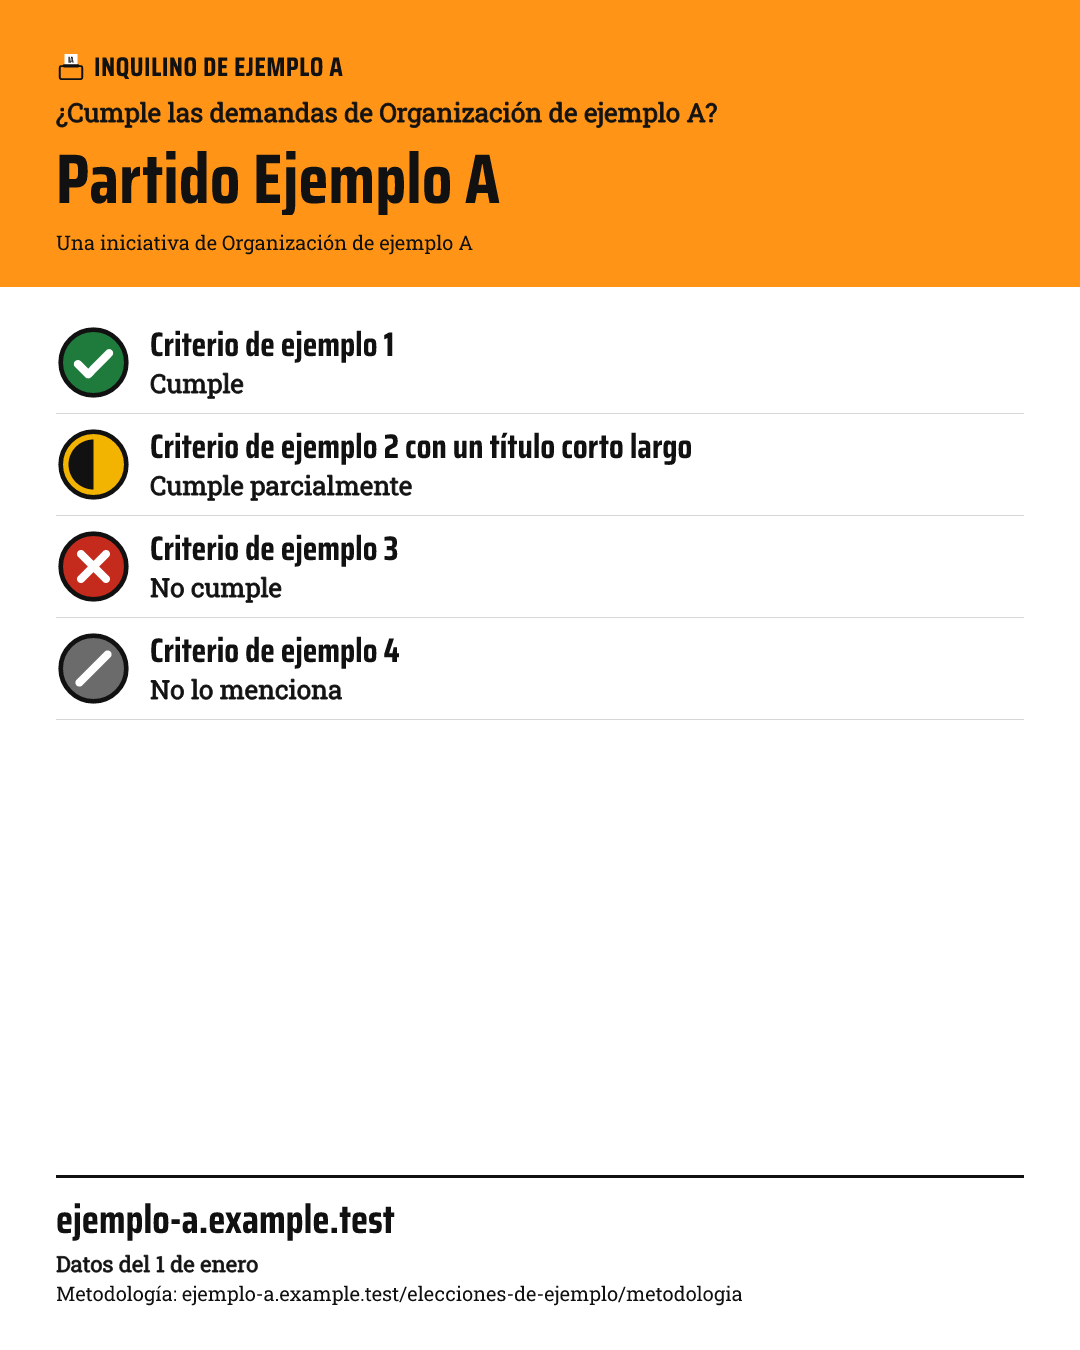 INQUILINO DE EJEMPLO A
¿Cumple las demandas de Organización de ejemplo A?
Partido Ejemplo A
Una iniciativa de Organización de ejemplo A
Criterio de ejemplo 1
Cumple
Criterio de ejemplo 2 con un título corto largo
Cumple parcialmente
Criterio de ejemplo 3
No cumple
Criterio de ejemplo 4
No lo menciona
ejemplo-a.example.test
Datos del 1 de enero
Metodología: ejemplo-a.example.test/elecciones-de-ejemplo/metodologia